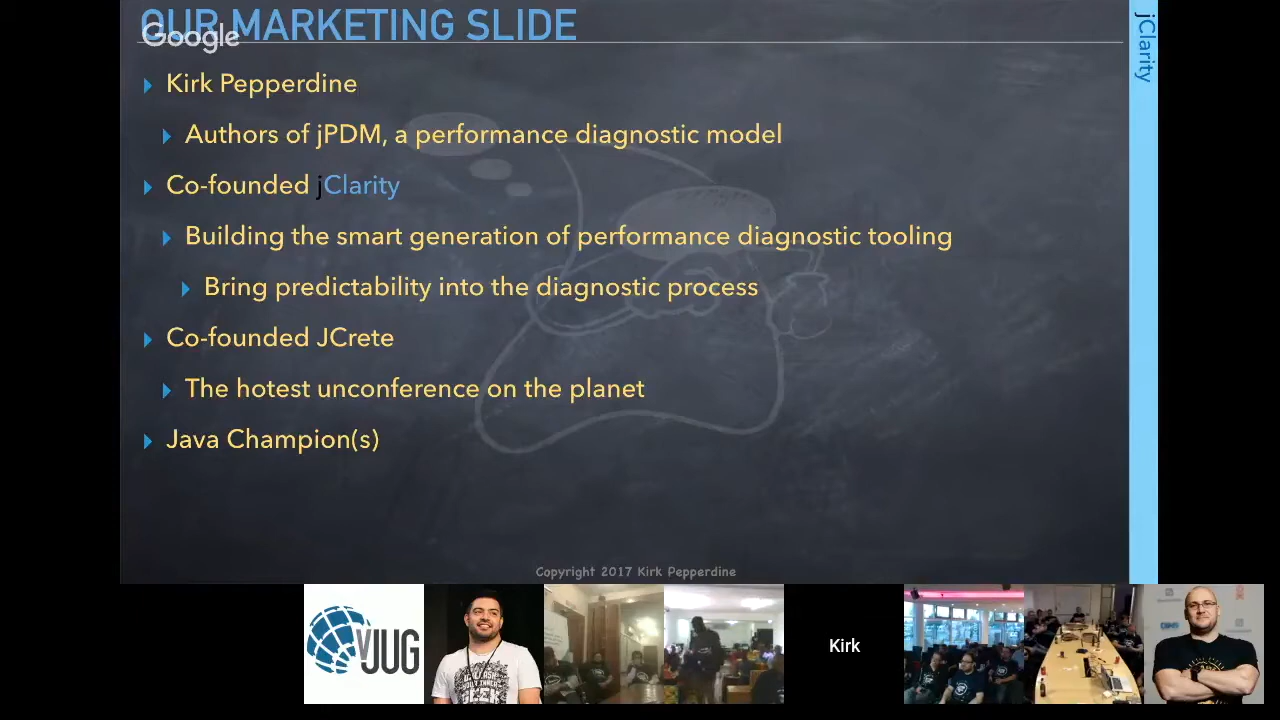 OUR MARKETING SLIDE
Google
jClarity
Kirk Pepperdine
Authors of jPDM, a performance diagnostic model
Co-founded jClarity
Building the smart generation of performance diagnostic tooling
Bring predictability into the diagnostic process
Co-founded JCrete
The hotest unconference on the planet
Java Champion(s)
Copyright 2017 Kirk Pepperdine
vJUG
Kirk
GEEK